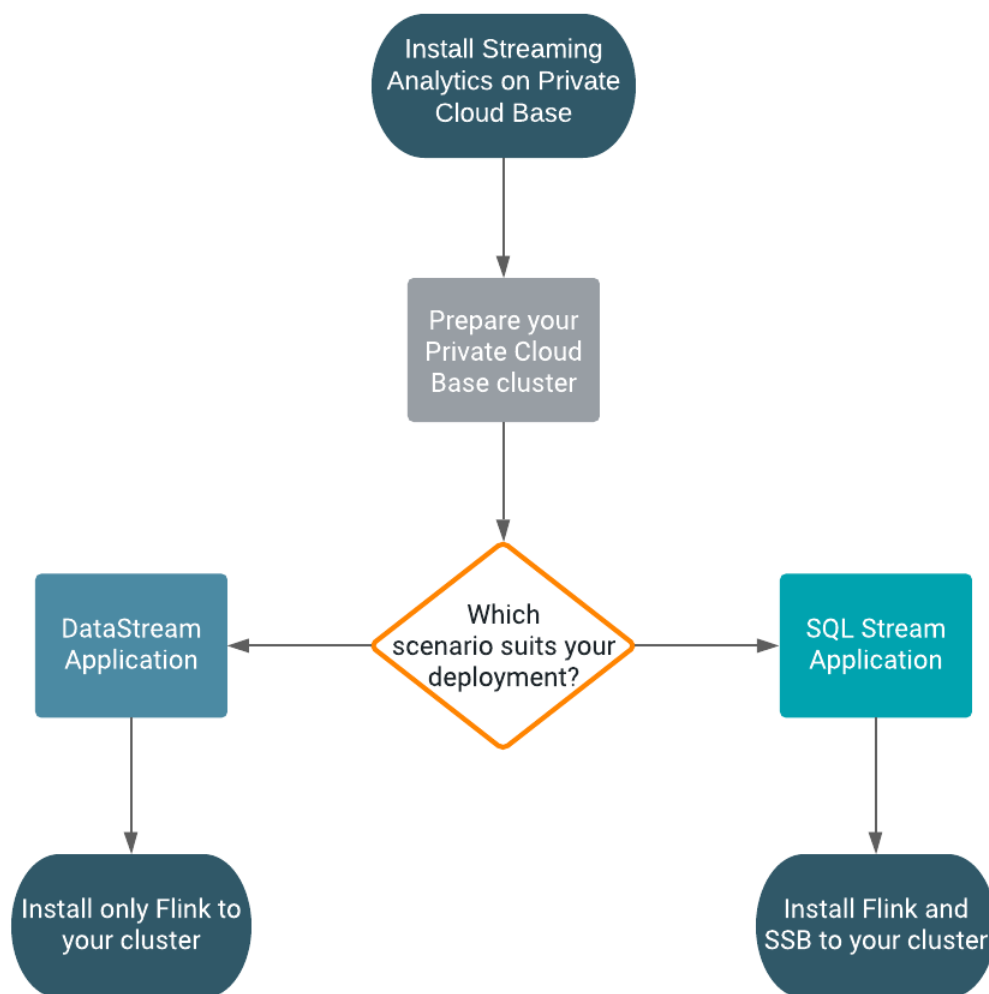 Install Streaming
Analytics on Private
Cloud Base
Prepare your
Private Cloud
Base cluster
Which
scenario suits your
deployment?
DataStream
Application
SQL Stream
Application
Install only Flink to
your cluster
Install Flink and
SSB to your cluster